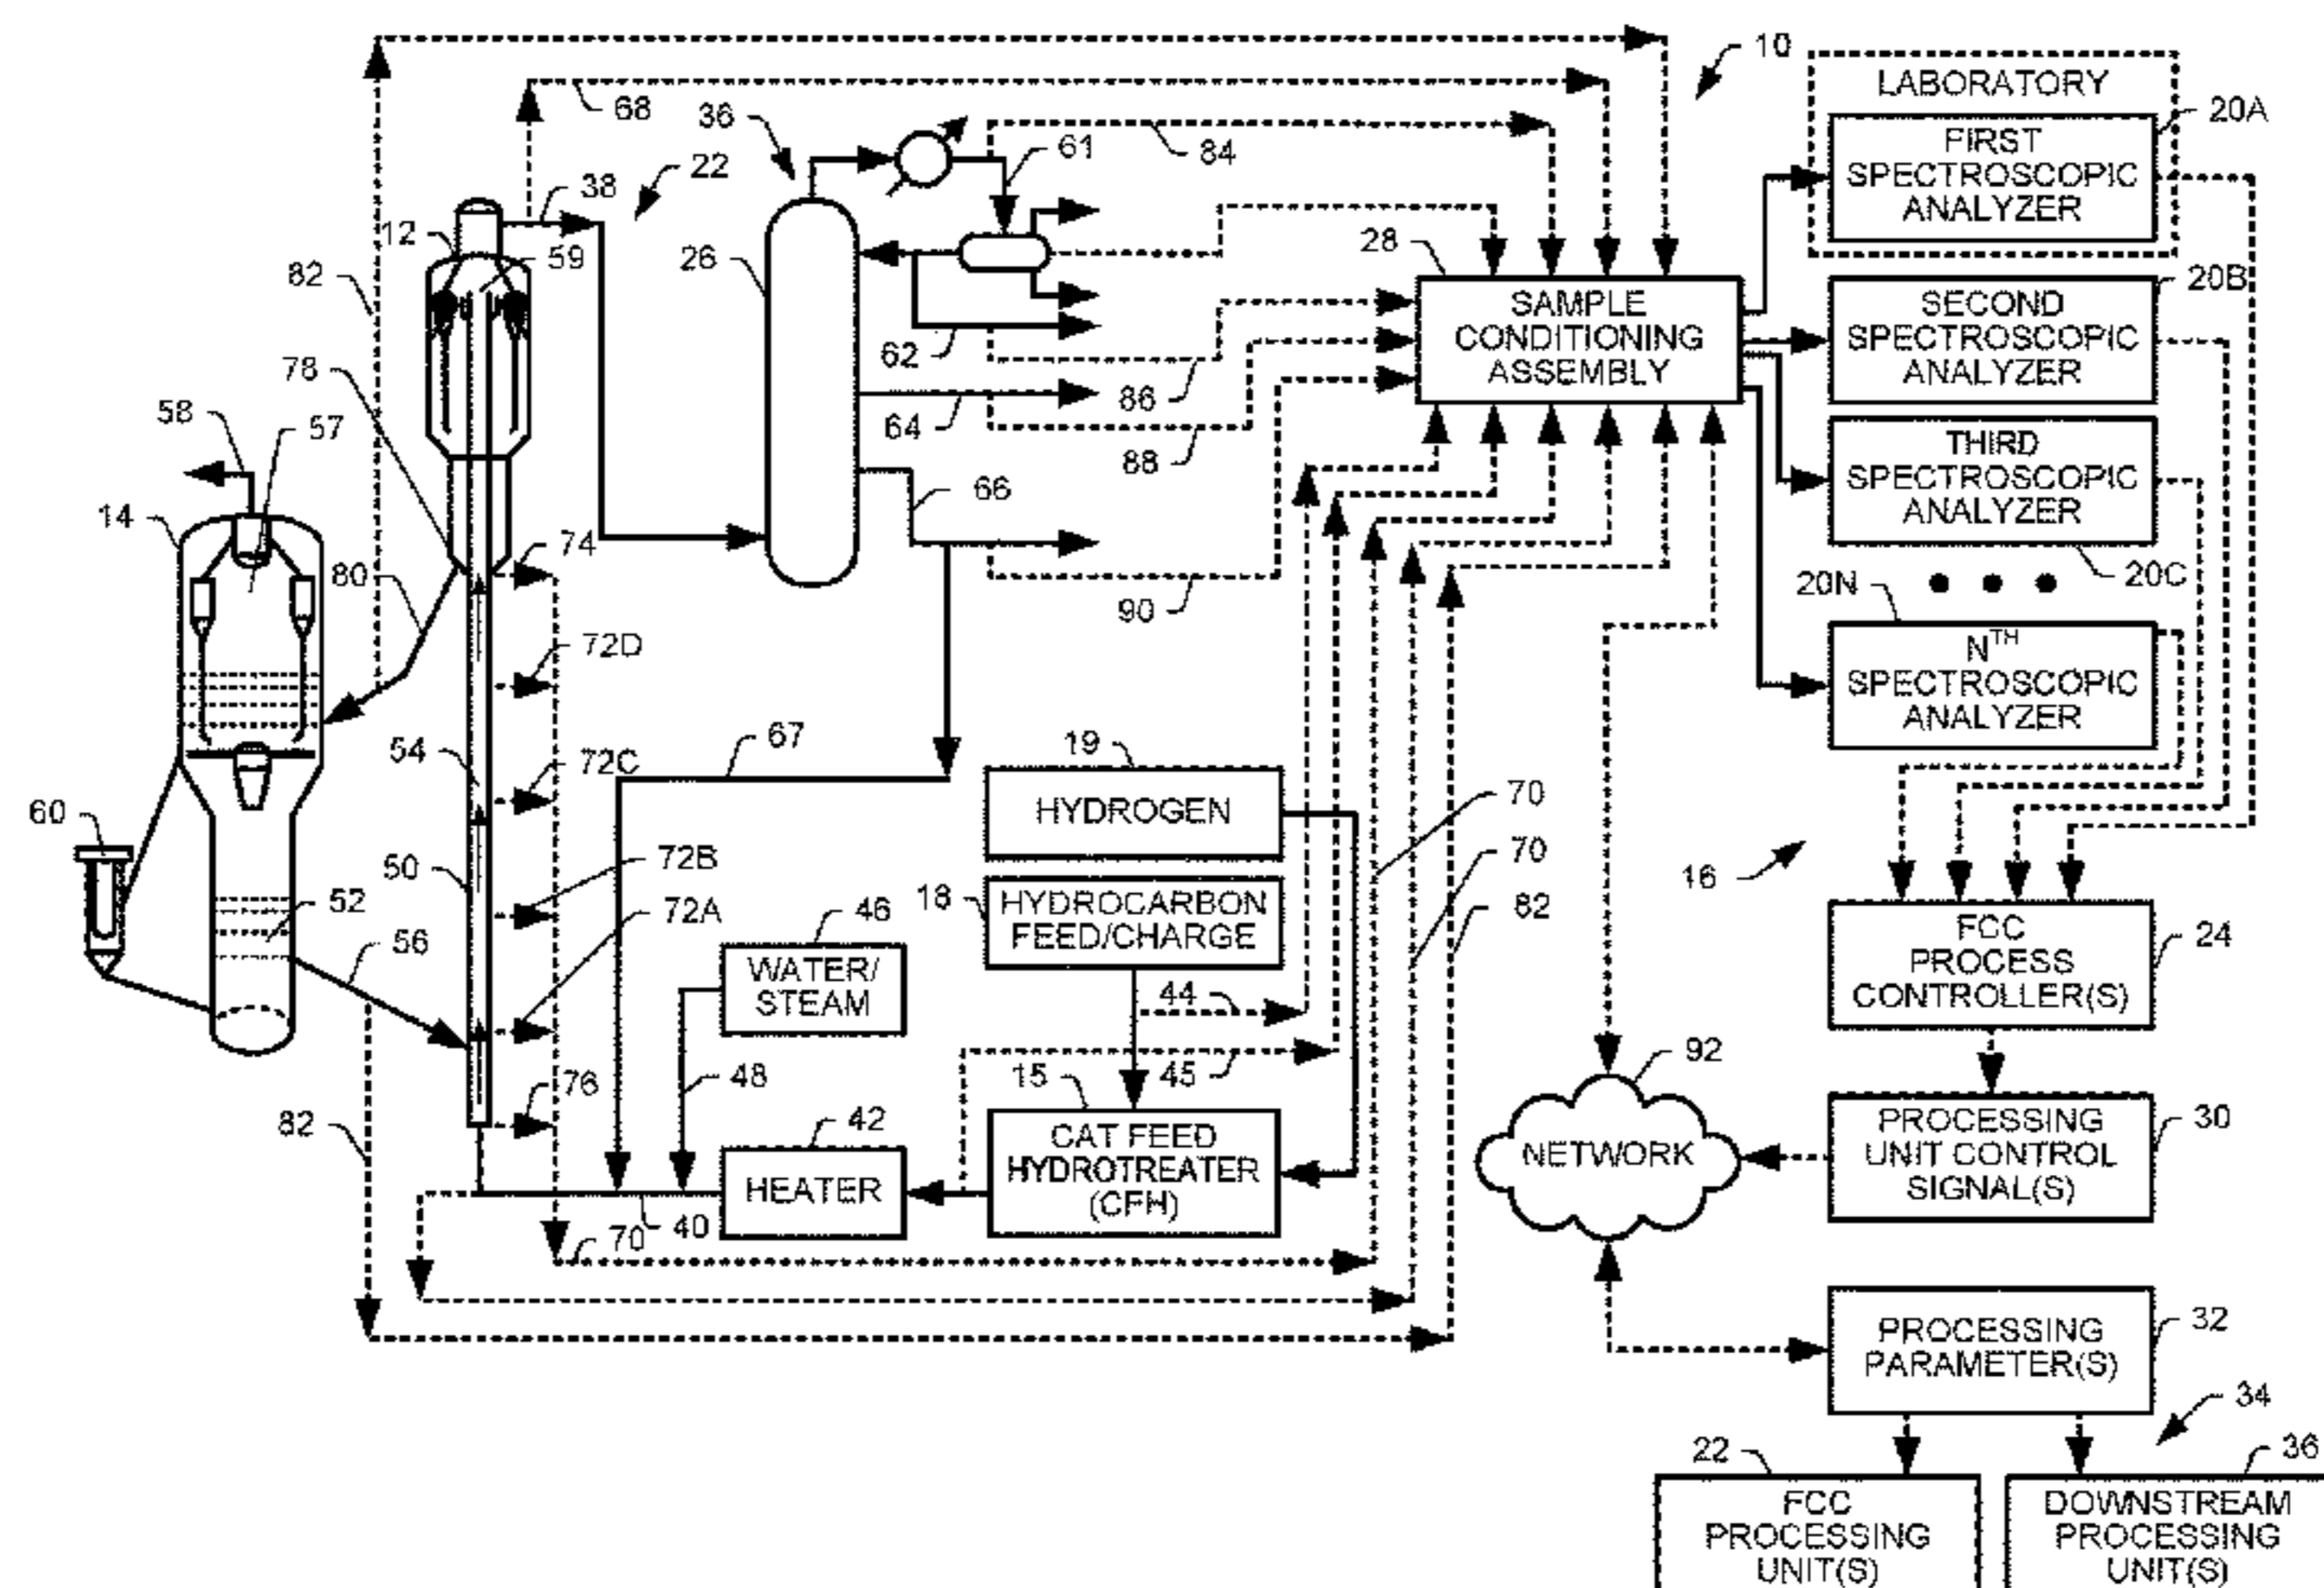 10
LABORATORY
20A
FIRST
SPECTROSCOPIC
ANALYZER
68
36
61
84
22
38
12
59
26
28
82
20B
SAMPLE
CONDITIONING
ASSEMBLY
SECOND
SPECTROSCOPIC
ANALYZER
62
86
78
58
57
64
88
THIRD
SPECTROSCOPIC
ANALYZER
66
14
74
80
90
20C
20N
72D
NTH
SPECTROSCOPIC
ANALYZER
67
54
72C
19
HYDROGEN
70
60
50
72B
70
16
18
HYDROCARBON
FEED/CHARGE
52
72A
46
82
FCC
PROCESS
CONTROLLER(S)
24
56
WATER/
STEAM
44
92
76
48
15
45
82
42
CAT FEED
HYDROTREATER
(CFH)
PROCESSING
UNIT CONTROL
SIGNAL(S)
30
NETWORK
HEATER
70
40
PROCESSING
PARAMETER(S)
32
34
22
36
FCC
PROCESSING
UNIT(S)
DOWNSTREAM
PROCESSING
UNIT(S)